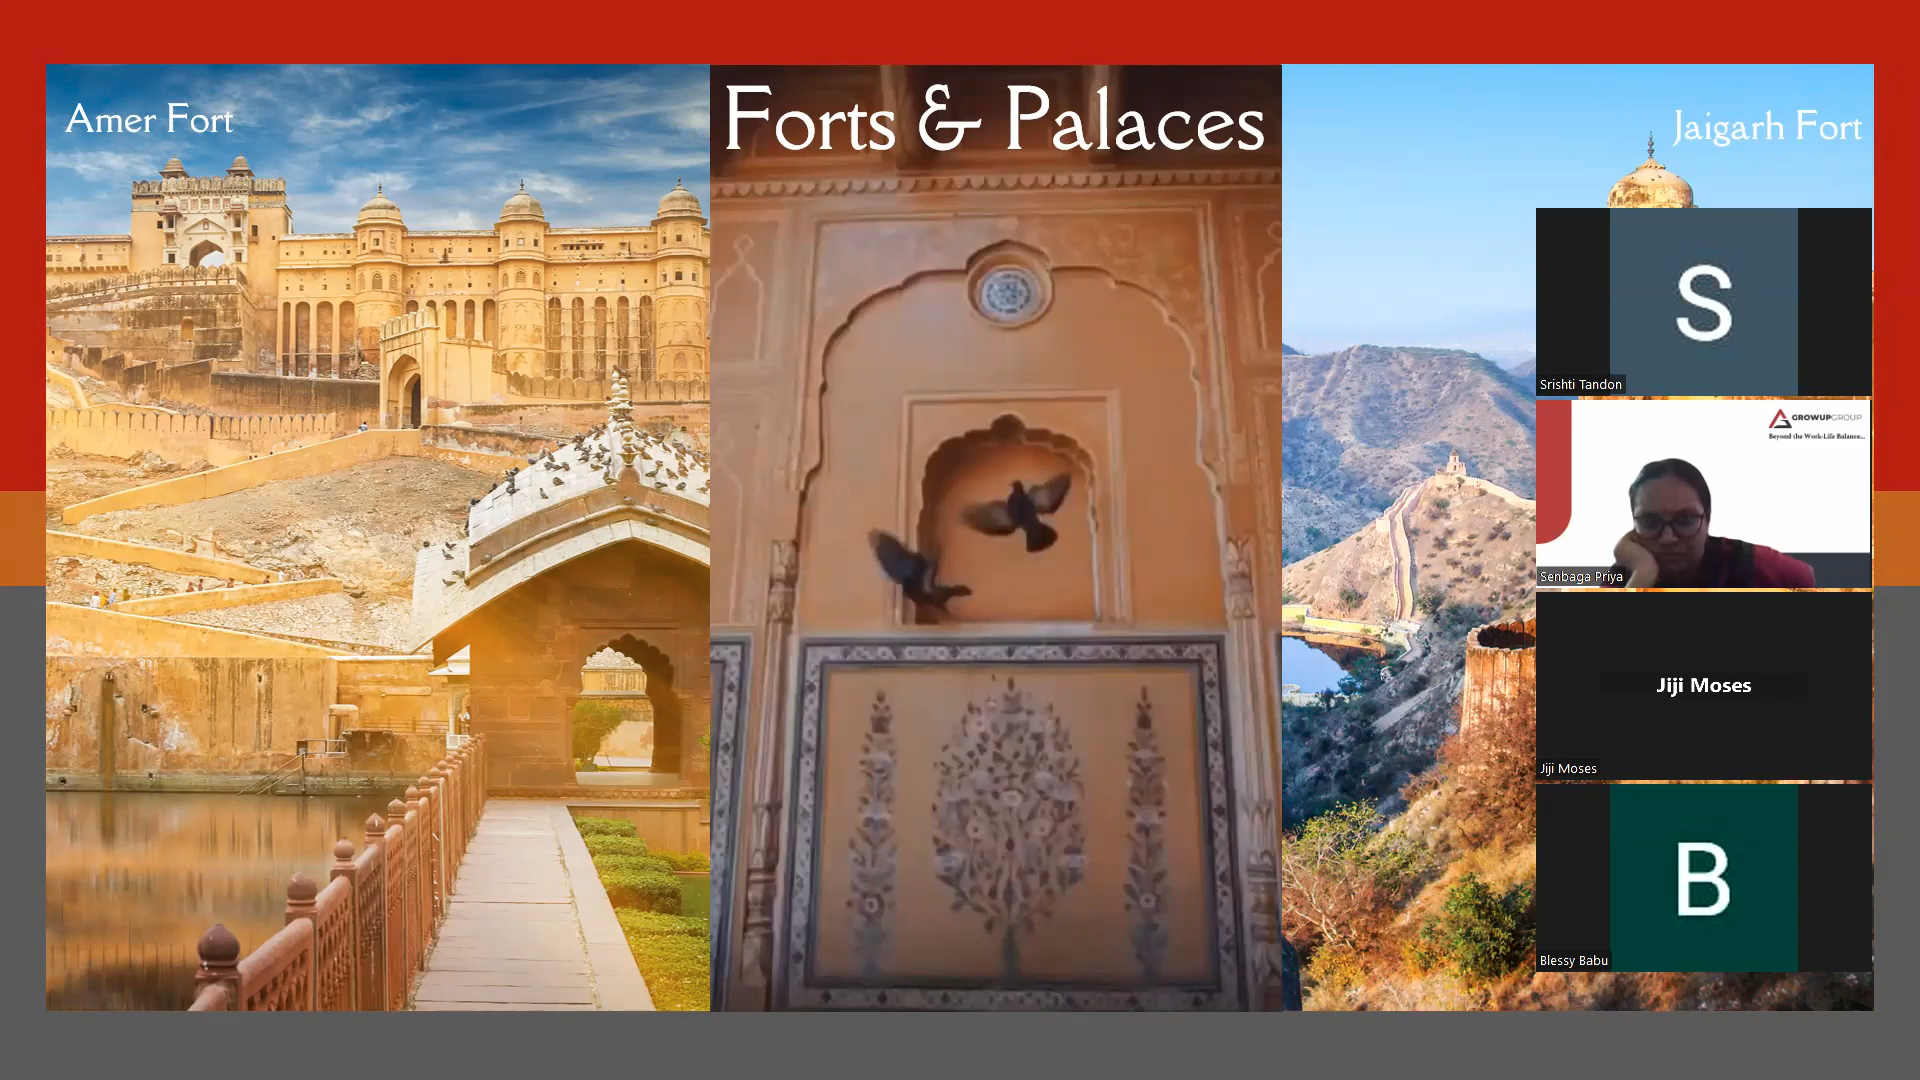 Amer Fort
Forts & Palaces
Jaigarh Fort
S
Srishti Tandon
GROWUPGROUP
Beyond the Work-Life Balance...
Senbaga Priya
Jiji Moses
Jiji Moses
B
Blessy Babu